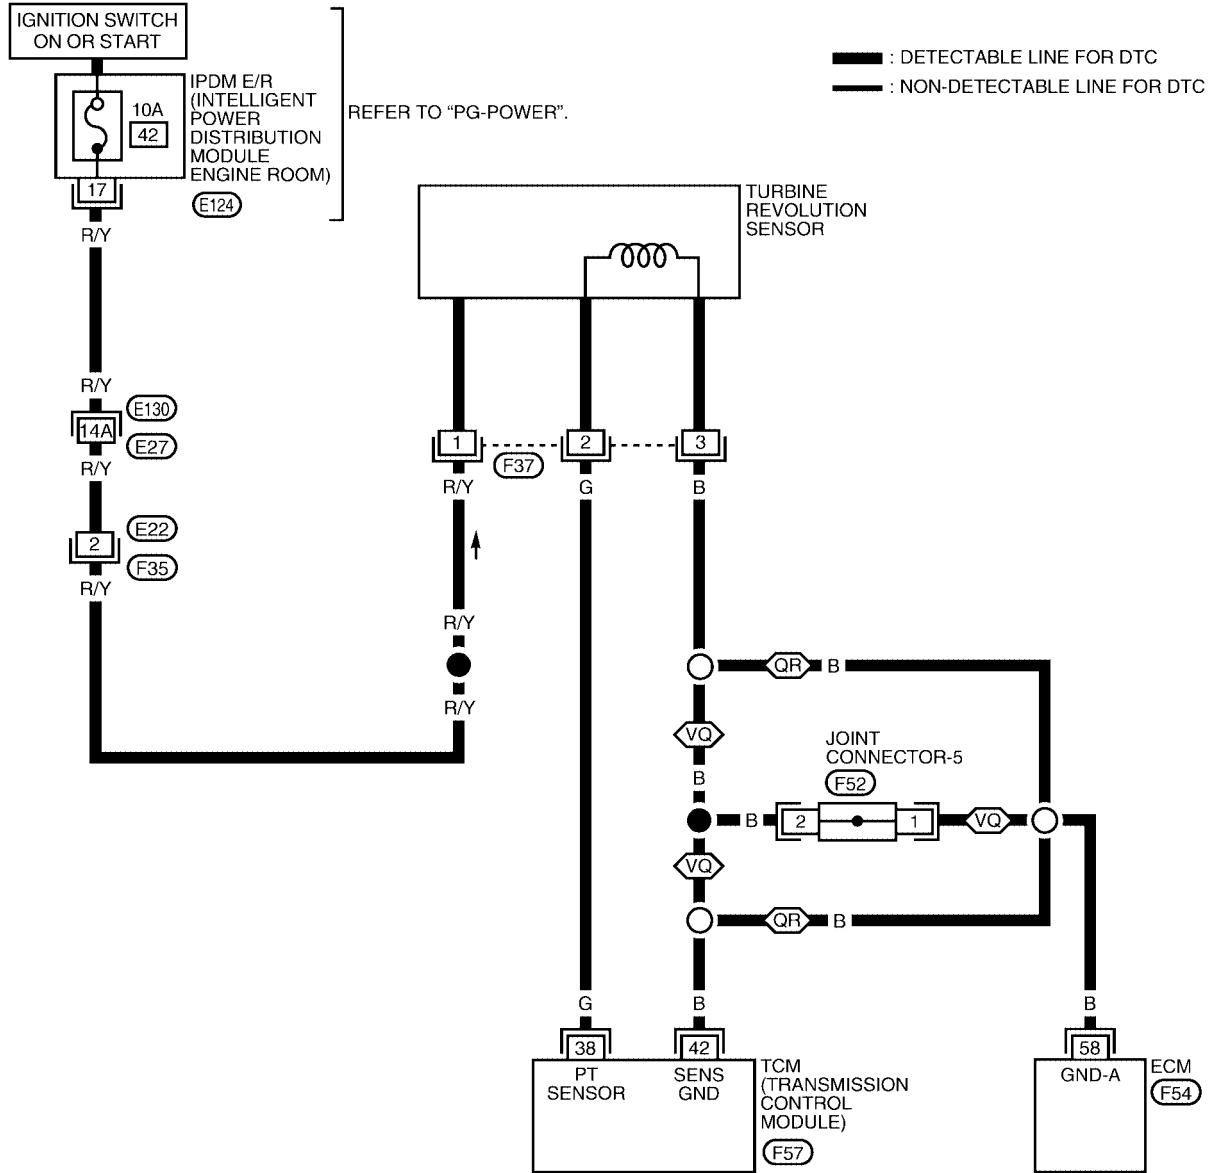 IGNITION SWITCH
ON OR START
IPDM E/R
(INTELLIGENT
POWER
DISTRIBUTION
MODULE
ENGINE ROOM)
10A
42
17
E124
REFER TO “PG-POWER”.
: DETECTABLE LINE FOR DTC
: NON-DETECTABLE LINE FOR DTC
TURBINE
REVOLUTION
SENSOR
R/Y
R/Y
14A
E130
E27
R/Y
2
E22
F35
R/Y
1
2
3
F37
R/Y
G
B
R/Y
R/Y
QR
B
VQ
B
JOINT
CONNECTOR-5
F52
B
2
1
VQ
VQ
QR
B
G
B
B
38
42
58
PT
SENSOR
SENS
GND
TCM
(TRANSMISSION
CONTROL
MODULE)
F57
GND-A
ECM
F54